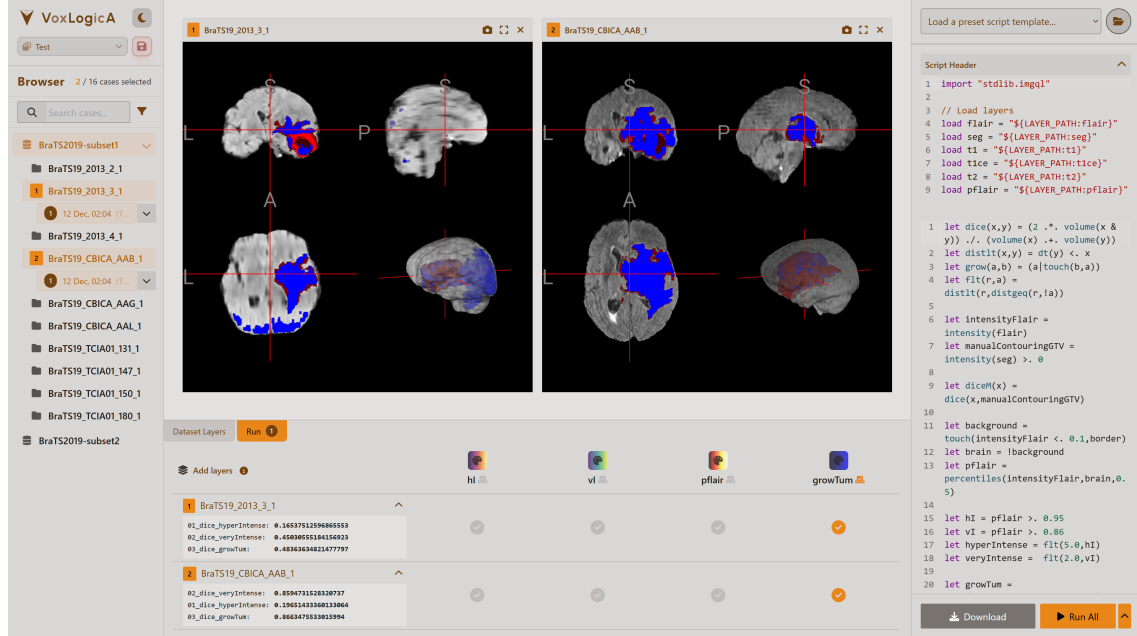 VoxLogicA
Test
Browser 2 / 16 cases selected
Search cases...
BraTS2019-subset1
BraTS19_2013_2_1
1 BraTS19_2013_3_1
1 12 Dec, 02:04 (7...
BraTS19_2013_4_1
2 BraTS19_CBICA_AAB_1
1 12 Dec, 02:04 (7...
BraTS19_CBICA_AAG_1
BraTS19_CBICA_AAL_1
BraTS19_TCIA01_131_1
BraTS19_TCIA01_147_1
BraTS19_TCIA01_150_1
BraTS19_TCIA01_180_1
BraTS2019-subset2
1 BraTS19_2013_3_1
S
S
L
P
A
L
2 BraTS19_CBICA_AAB_1
S
S
L
P
A
L
Dataset Layers
Run 1
Add layers
hI
vI
pflair
growTum
1 BraTS19_2013_3_1
01_dice_hyperIntense: 0.16537512596865553
02_dice_veryIntense: 0.45030555184156923
03_dice_growTum: 0.48363634821477797
2 BraTS19_CBICA_AAB_1
02_dice_veryIntense: 0.8594731528320737
01_dice_hyperIntense: 0.19651433360133064
03_dice_growTum: 0.8663475533015994
Load a preset script template...
Script Header
1 import "stdlib.imgql"
2
3 // Load layers
4 load flair = "${LAYER_PATH:flair}"
5 load seg = "${LAYER_PATH:seg}"
6 load t1 = "${LAYER_PATH:t1}"
7 load t1ce = "${LAYER_PATH:t1ce}"
8 load t2 = "${LAYER_PATH:t2}"
9 load pflair = "${LAYER_PATH:pflair}"
1 let dice(x,y) = (2 .*. volume(x &
y)) ./. (volume(x) .+. volume(y))
2 let distlt(x,y) = dt(y) <. x
3 let grow(a,b) = (a|touch(b,a))
4 let flt(r,a) =
distlt(r,distgeq(r,!a))
5
6 let intensityFlair =
intensity(flair)
7 let manualContouringGTV =
intensity(seg) >. 0
8
9 let diceM(x) =
dice(x,manualContouringGTV)
10
11 let background =
touch(intensityFlair <. 0.1,border)
12 let brain = !background
13 let pflair =
percentiles(intensityFlair,brain,0.
5)
14
15 let hI = pflair >. 0.95
16 let vI = pflair >. 0.86
17 let hyperIntense = flt(5.0,hI)
18 let veryIntense = flt(2.0,vI)
19
20 let growTum =
Download
Run All